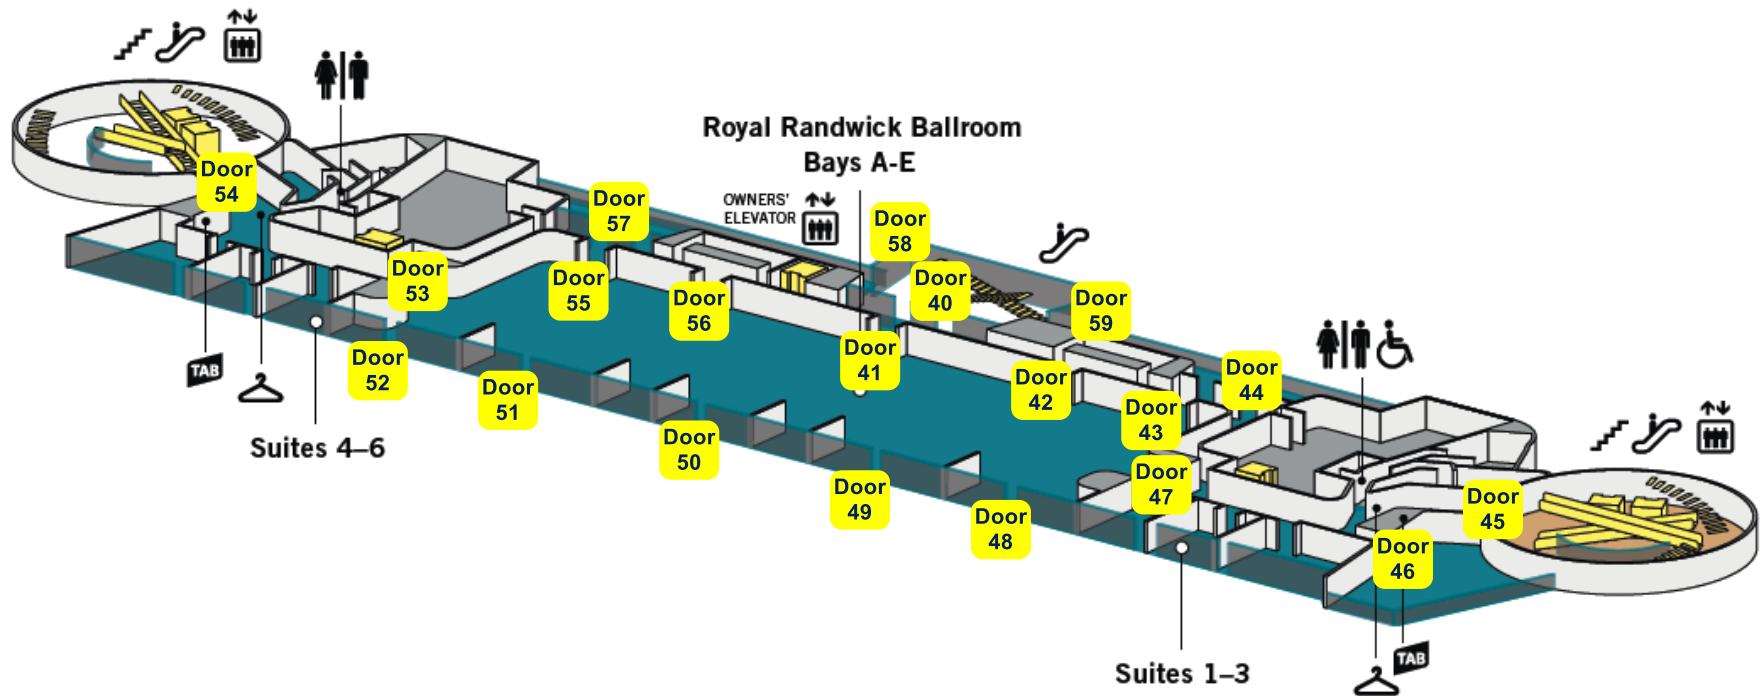 Royal Randwick Ballroom
Bays A-E
OWNERS'
ELEVATOR
Door
54
Door
57
Door
58
Door
53
Door
55
Door
56
Door
40
Door
59
Door
41
Door
42
Door
44
Door
43
Door
52
Door
51
Door
50
Door
49
Door
48
Door
47
Door
45
Door
46
TAB
Suites 4–6
Suites 1–3
TAB